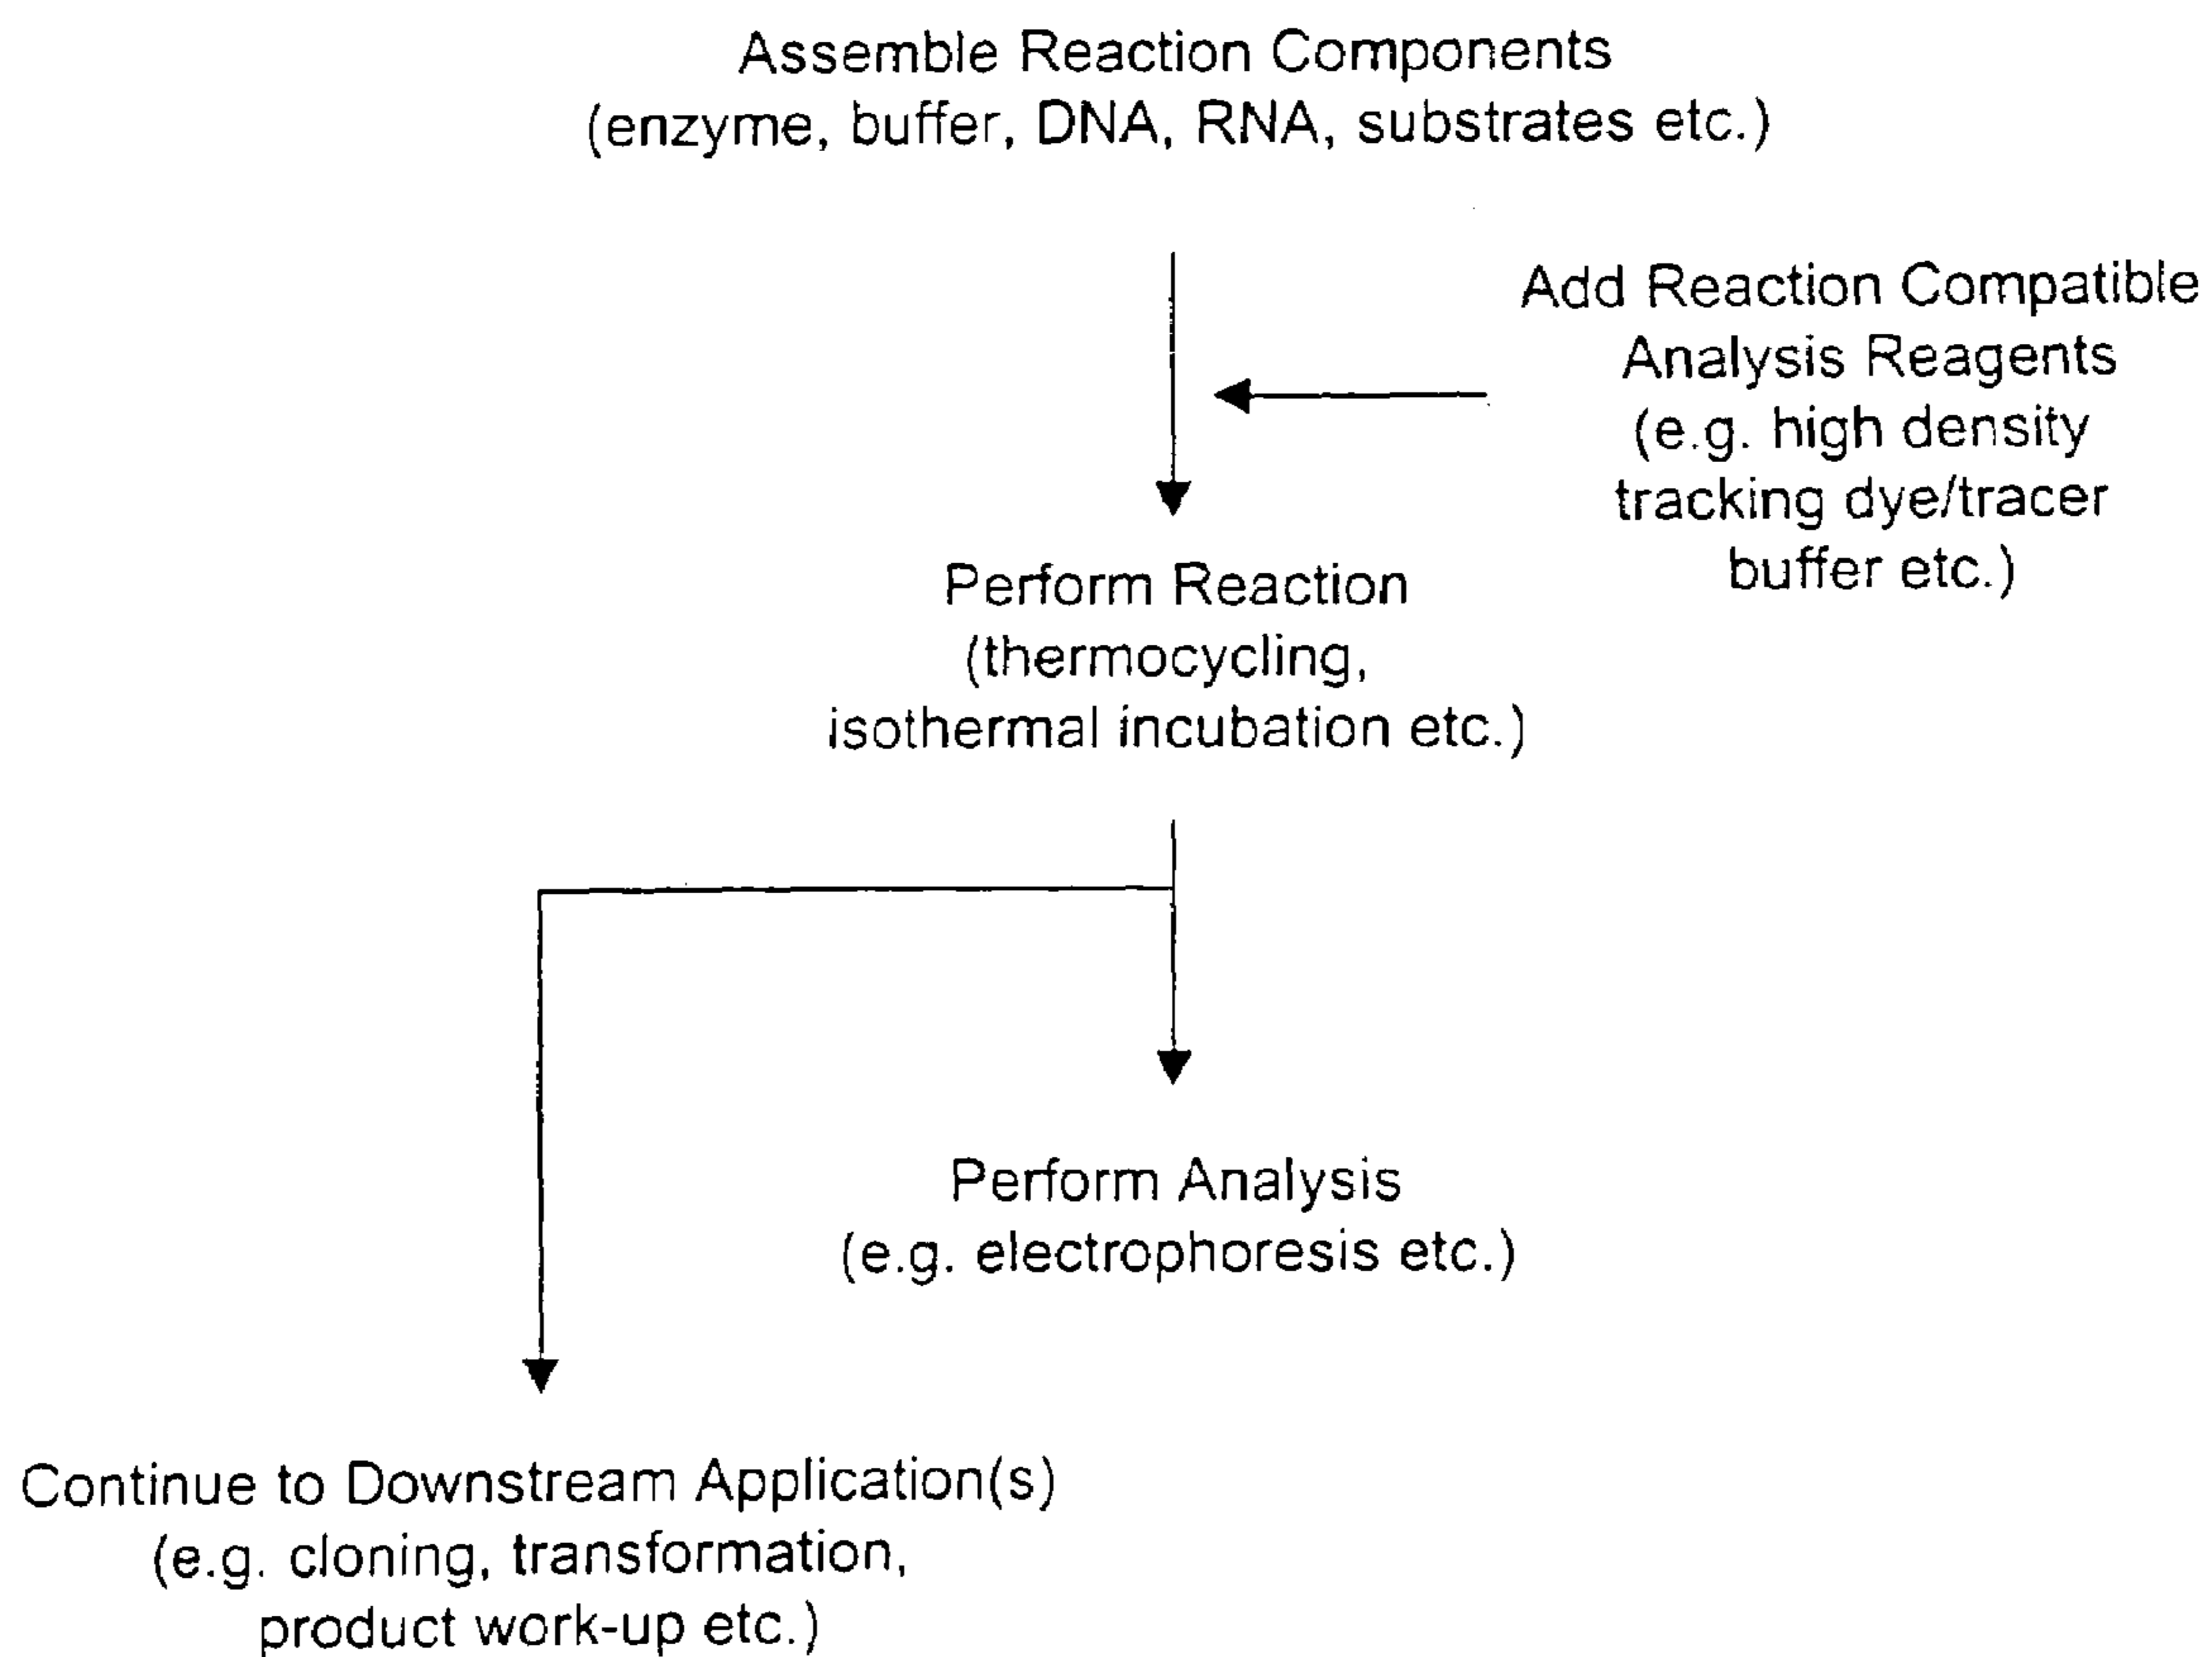 Assemble Reaction Components
(enzyme, buffer, DNA, RNA, substrates etc.)
Add Reaction Compatible
Analysis Reagents
(e.g. high density
tracking dye/tracer
buffer etc.)
Perform Reaction
(thermocycling,
isothermal incubation etc.)
Perform Analysis
(e.g. electrophoresis etc.)
Continue to Downstream Application(s)
(e.g. cloning, transformation,
product work-up etc.)